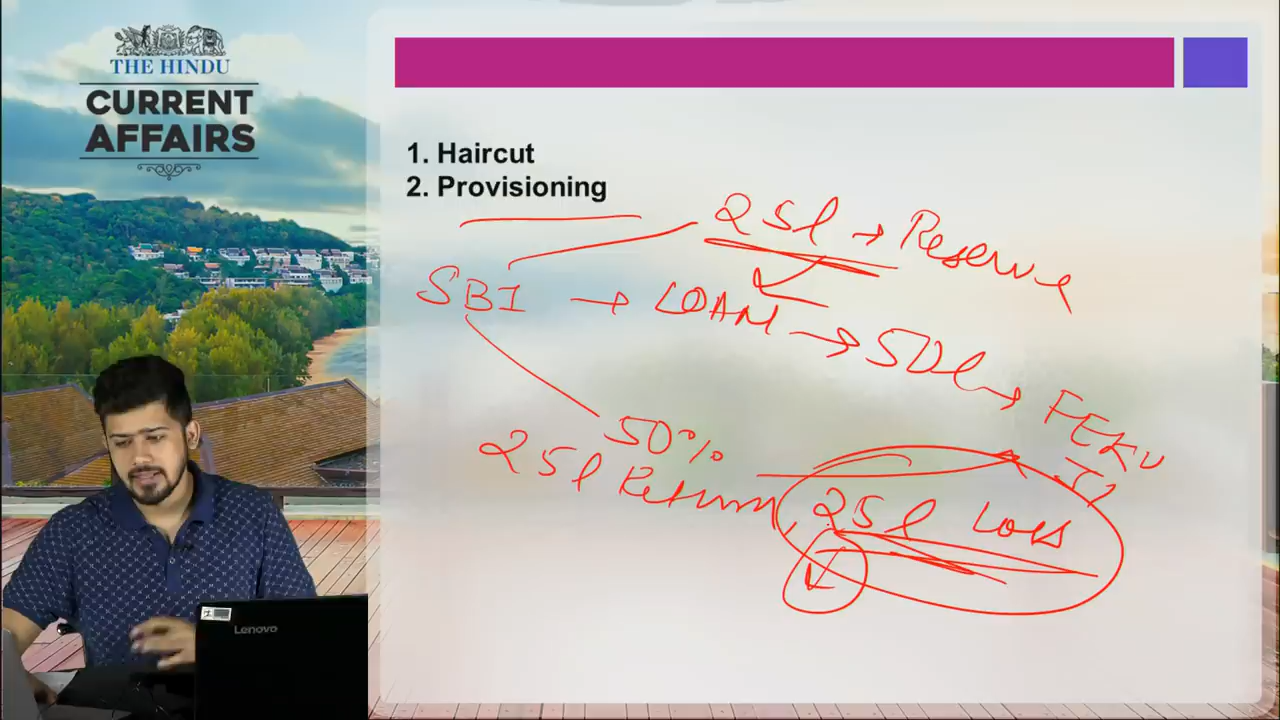 THE HINDU
CURRENT
AFFAIRS
1. Haircut
2. Provisioning
25l → Reserve
SBI → LOAN → 50l → FEKU
50%
25l Return
25l Loss
Lenovo